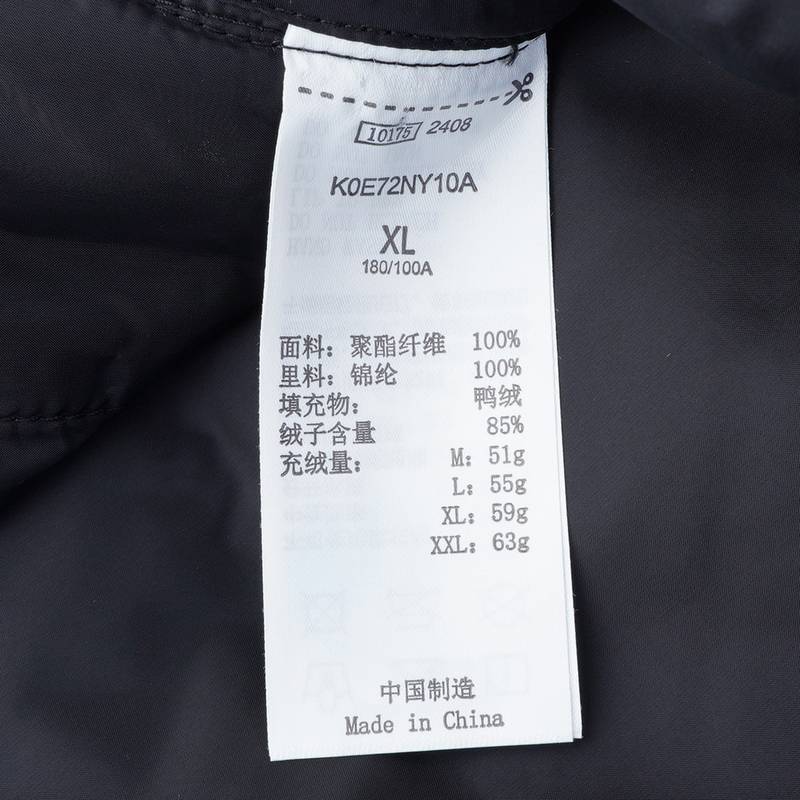 10175 2408
K0E72NY10A
XL
180/100A
面料: 聚酯纤维 100%
里料: 锦纶 100%
填充物: 鸭绒
绒子含量 85%
充绒量: M: 51g
L: 55g
XL: 59g
XXL: 63g
中国制造
Made in China